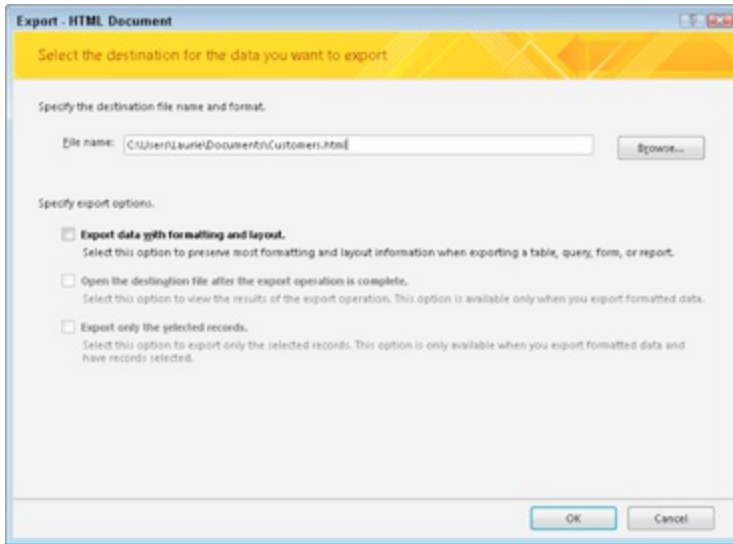 Export - HTML Document
Select the destination for the data you want to export
Specify the destination file name and format.
File name: C:\Users\Laurie\Documents\Customers.html
Browse...
Specify export options.
Export data with formatting and layout.
Select this option to preserve most formatting and layout information when exporting a table, query, form, or report.
Open the destination file after the export operation is complete.
Select this option to view the results of the export operation. This option is available only when you export formatted data.
Export only the selected records.
Select this option to export only the selected records. This option is only available when you export formatted data and
have records selected.
OK
Cancel